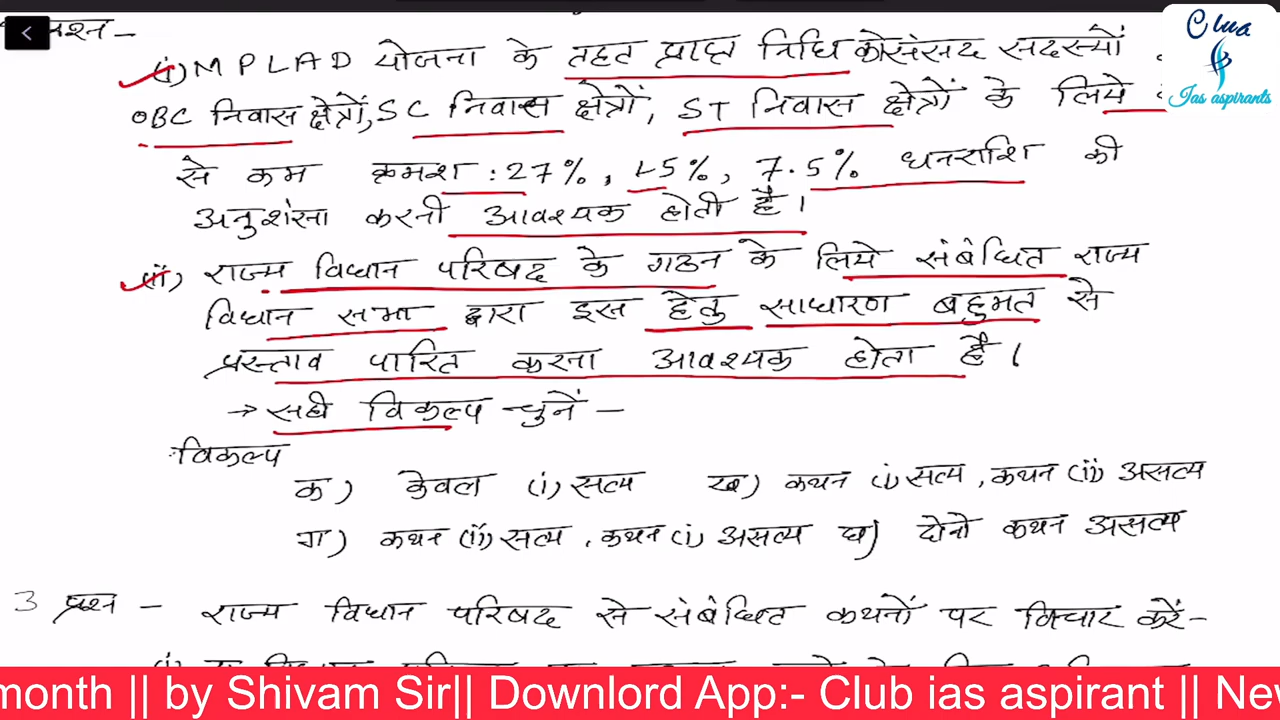 प्रश्न –
(i) MPLAD योजना के तहत प्राप्त निधि को संसद सदस्यों
OBC निवास क्षेत्रों, SC निवास क्षेत्रों, ST निवास क्षेत्रों के लिये
से कम क्रमश : 27%, 15%, 7.5% धनराशि की
अनुशंसा करनी आवश्यक होती है।
(ii) राज्य विधान परिषद के गठन के लिये संबंधित राज्य
विधान सभा द्वारा इस हेतु साधारण बहुमत से
प्रस्ताव पारित करना आवश्यक होता है।
→ सही विकल्प चुनें –
विकल्प
क) केवल (i) सत्य ख) कथन (i) सत्य, कथन (ii) असत्य
ग) कथन (ii) सत्य, कथन (i) असत्य घ) दोनो कथन असत्य
3 प्रश्न – राज्य विधान परिषद से संबंधित कथनों पर विचार करें–
Clua
Ias aspirants
month || by Shivam Sir|| Downlord App:- Club ias aspirant || Ne